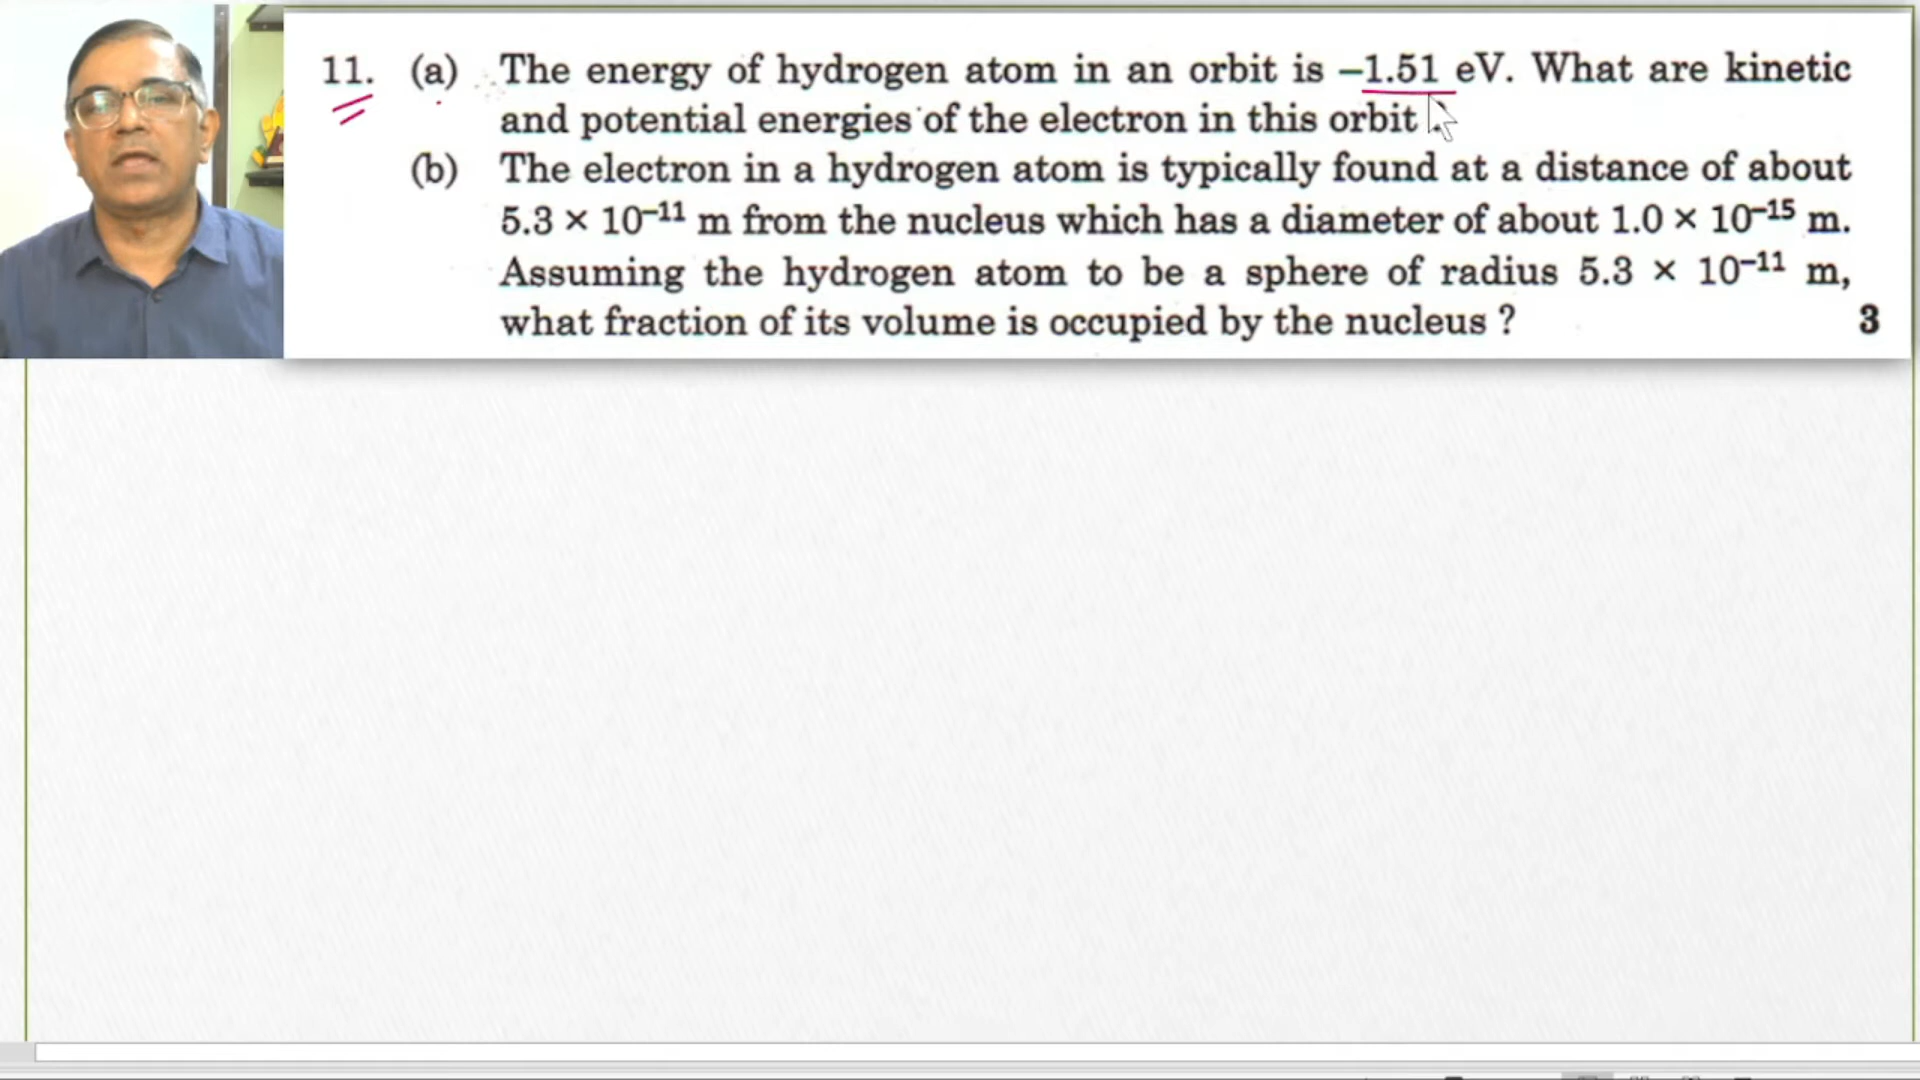 11. (a) The energy of hydrogen atom in an orbit is –1.51 eV. What are kinetic
and potential energies of the electron in this orbit
(b) The electron in a hydrogen atom is typically found at a distance of about
5.3 × 10⁻¹¹ m from the nucleus which has a diameter of about 1.0 × 10⁻¹⁵ m.
Assuming the hydrogen atom to be a sphere of radius 5.3 × 10⁻¹¹ m,
what fraction of its volume is occupied by the nucleus ? 3